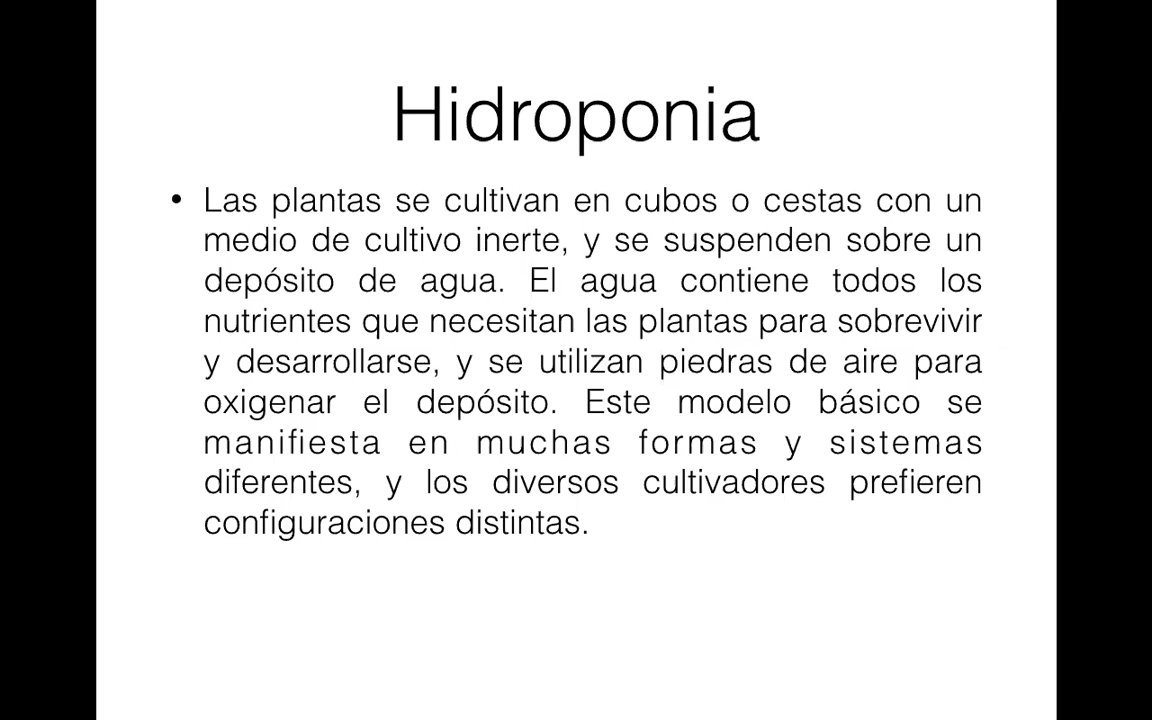 Hidroponia
• Las plantas se cultivan en cubos o cestas con un
medio de cultivo inerte, y se suspenden sobre un
depósito de agua. El agua contiene todos los
nutrientes que necesitan las plantas para sobrevivir
y desarrollarse, y se utilizan piedras de aire para
oxigenar el depósito. Este modelo básico se
manifiesta en muchas formas y sistemas
diferentes, y los diversos cultivadores prefieren
configuraciones distintas.